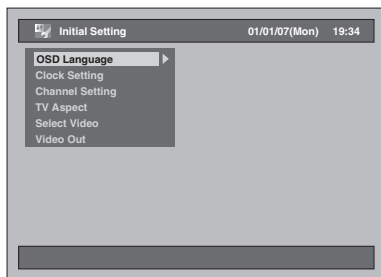 Initial Setting 01/01/07(Mon) 19:34
OSD Language
Clock Setting
Channel Setting
TV Aspect
Select Video
Video Out